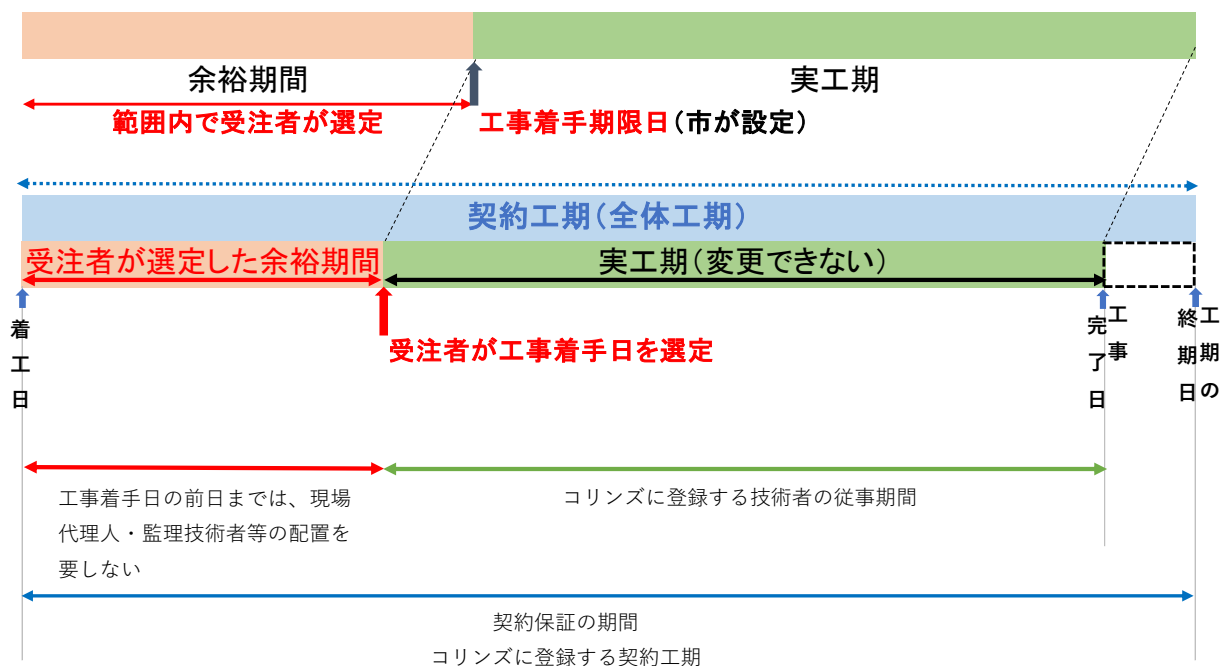 余裕期間
実工期
範囲内で受注者が選定
工事着手期限日(市が設定)
契約工期(全体工期)
受注者が選定した余裕期間
実工期(変更できない)
着工日
受注者が工事着手日を選定
工事
完了日
工期の
終期日
工事着手日の前日までは、現場
代理人・監理技術者等の配置を
要しない
コリンズに登録する技術者の従事期間
契約保証の期間
コリンズに登録する契約工期